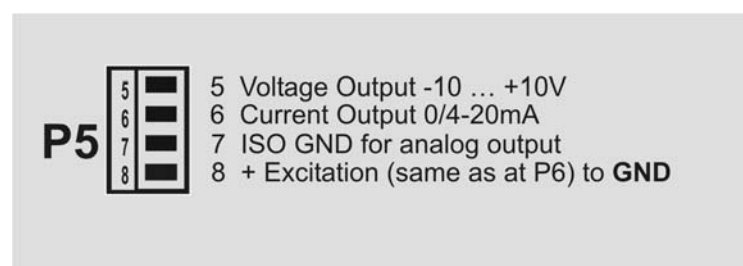 P5
5 5 Voltage Output -10 ... +10V
6 6 Current Output 0/4-20mA
7 7 ISO GND for analog output
8 8 + Excitation (same as at P6) to GND